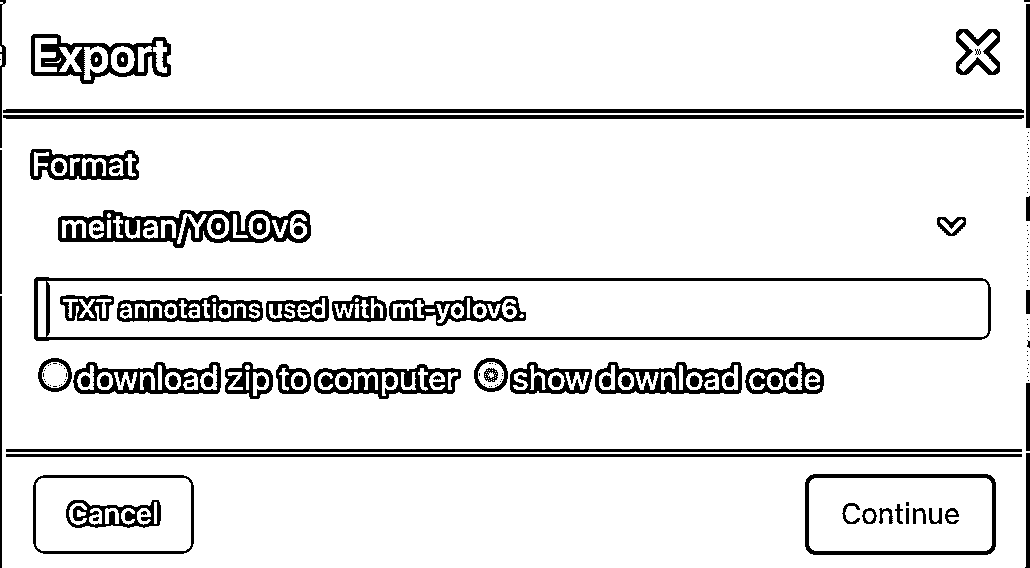 Export
Format
meituan/YOLOv6
TXT annotations used with mt-yolov6.
download zip to computer show download code
Cancel Continue